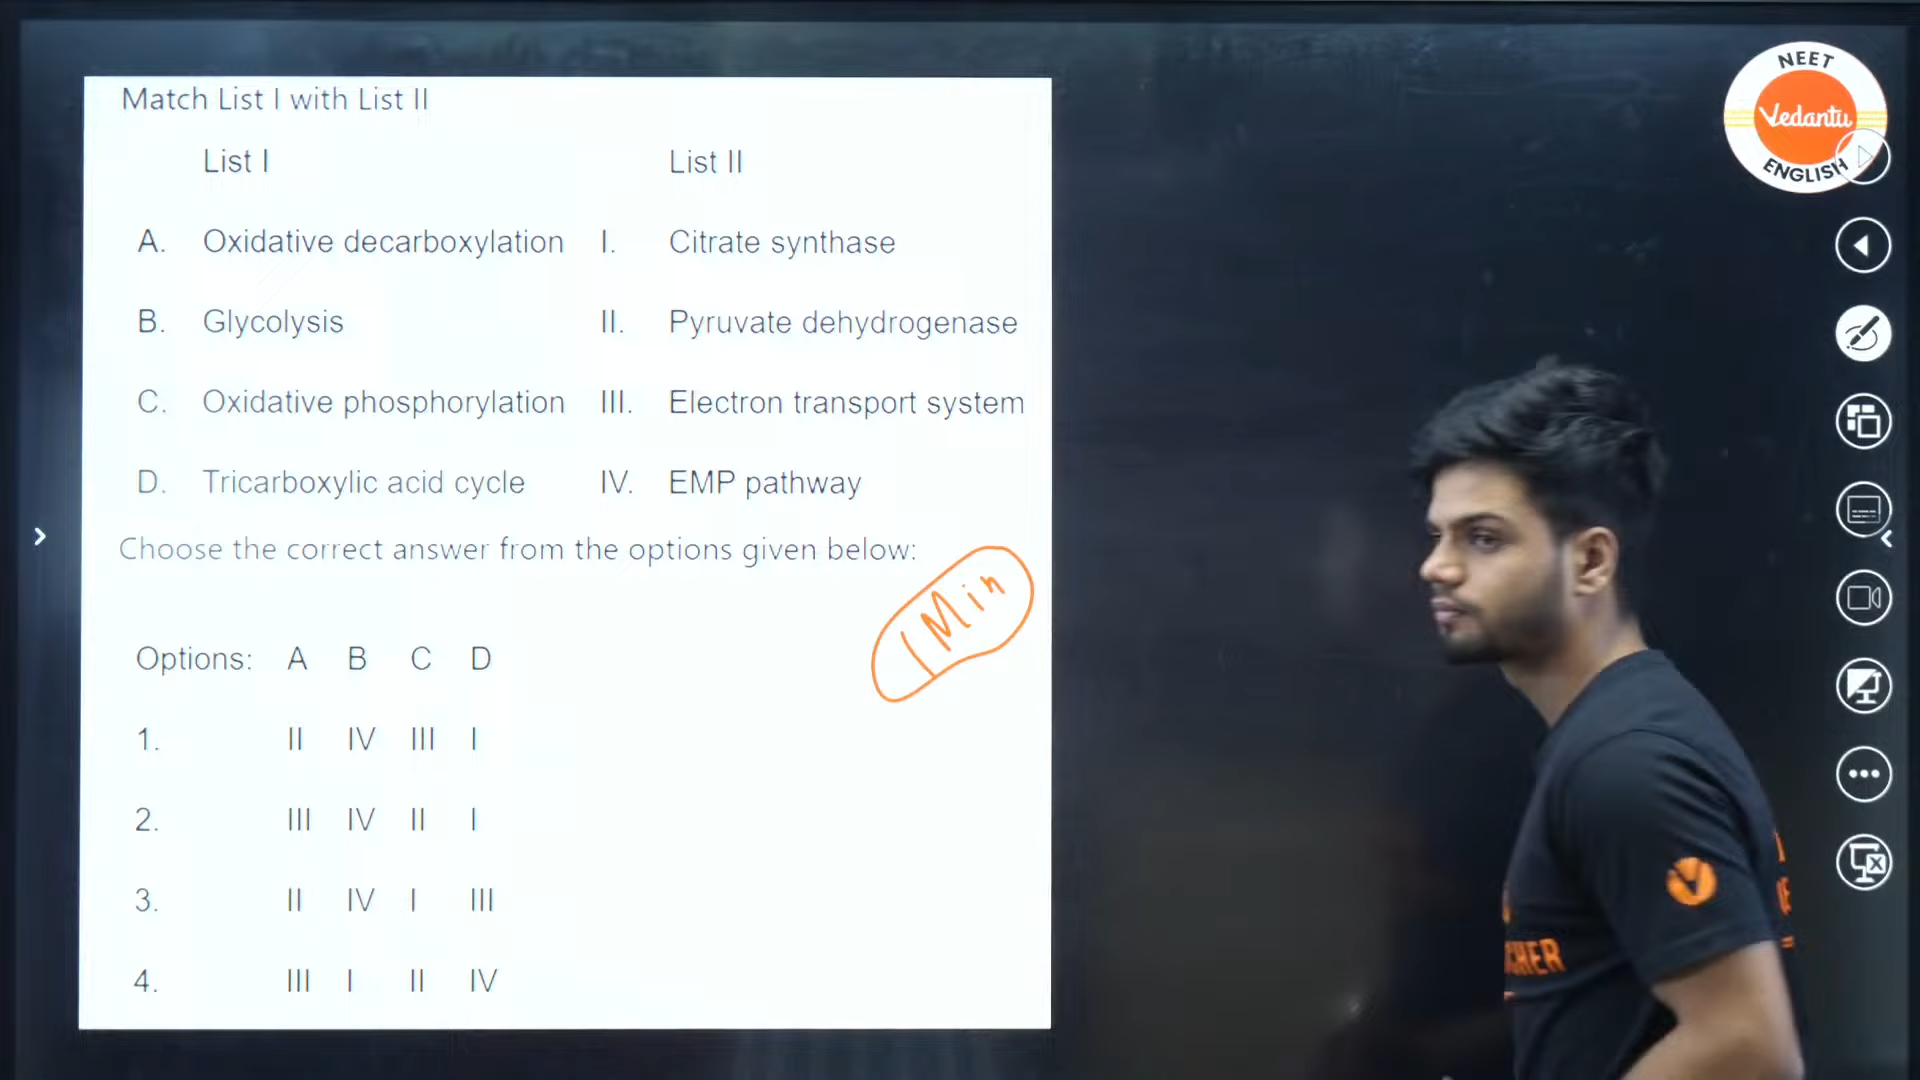 Match List I with List II
List I List II
A. Oxidative decarboxylation I. Citrate synthase
B. Glycolysis II. Pyruvate dehydrogenase
C. Oxidative phosphorylation III. Electron transport system
D. Tricarboxylic acid cycle IV. EMP pathway
Choose the correct answer from the options given below:
1 Min
Options: A B C D
1. II IV III I
2. III IV II I
3. II IV I III
4. III I II IV
NEET
Vedantu
ENGLISH